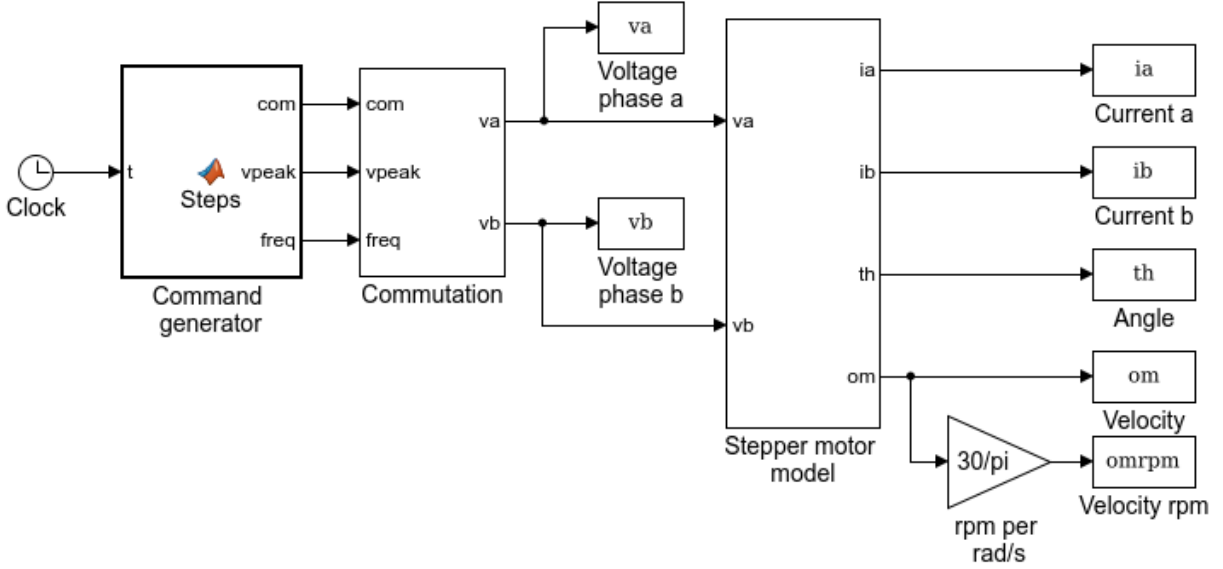 Clock
t
Steps
com
vpeak
freq
Command
generator
com
vpeak
freq
va
vb
Commutation
va
Voltage
phase a
vb
Voltage
phase b
va
vb
ia
ib
th
om
Stepper motor
model
ia
Current a
ib
Current b
th
Angle
om
Velocity
30/pi
rpm per
rad/s
omrpm
Velocity rpm